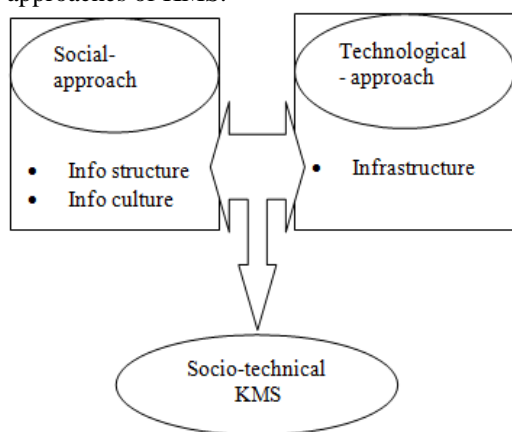 approaches of KMS.
Social-
approach
Technological
- approach
• Info structure
• Info culture
• Infrastructure
Socio-technical
KMS